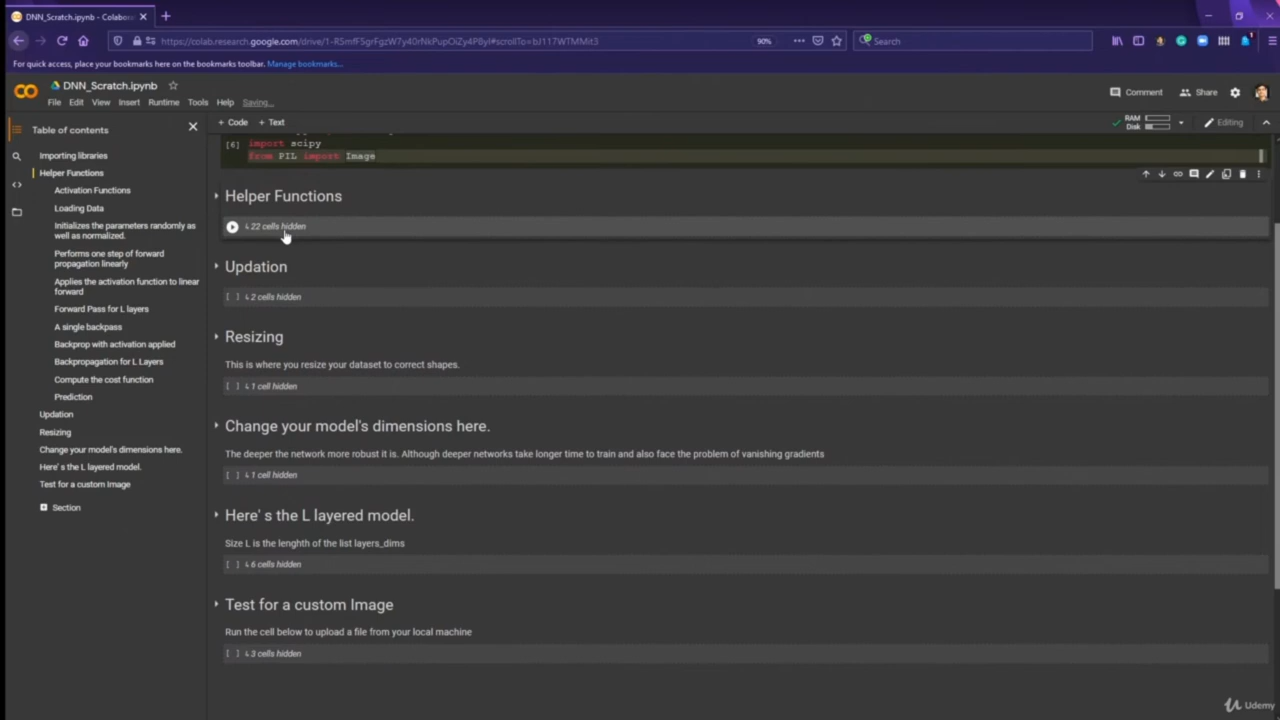 DNN_Scratch.ipynb - Colabora
https://colab.research.google.com/drive/1-RSmfF5grFgzW7y40rNkPupOiZy4P8yI#scrollTo=bJ117WTMMit3
90%
Search
For quick access, place your bookmarks here on the bookmarks toolbar. Manage bookmarks...
DNN_Scratch.ipynb
Comment
Share
File Edit View Insert Runtime Tools Help Saving...
Table of contents
+ Code + Text
RAM
Disk
Editing
Importing libraries
Helper Functions
Activation Functions
Loading Data
Initializes the parameters randomly as
well as normalized.
Performs one step of forward
propagation linearly
Applies the activation function to linear
forward
Forward Pass for L layers
A single backpass
Backprop with activation applied
Backpropagation for L Layers
Compute the cost function
Prediction
Updation
Resizing
Change your model's dimensions here.
Here' s the L layered model.
Test for a custom Image
Section
[6] import scipy
from PIL import Image
Helper Functions
↳ 22 cells hidden
Updation
[ ] ↳ 2 cells hidden
Resizing
This is where you resize your dataset to correct shapes.
[ ] ↳ 1 cell hidden
Change your model's dimensions here.
The deeper the network more robust it is. Although deeper networks take longer time to train and also face the problem of vanishing gradients
[ ] ↳ 1 cell hidden
Here' s the L layered model.
Size L is the lenghth of the list layers_dims
[ ] ↳ 6 cells hidden
Test for a custom Image
Run the cell below to upload a file from your local machine
[ ] ↳ 3 cells hidden
Udemy